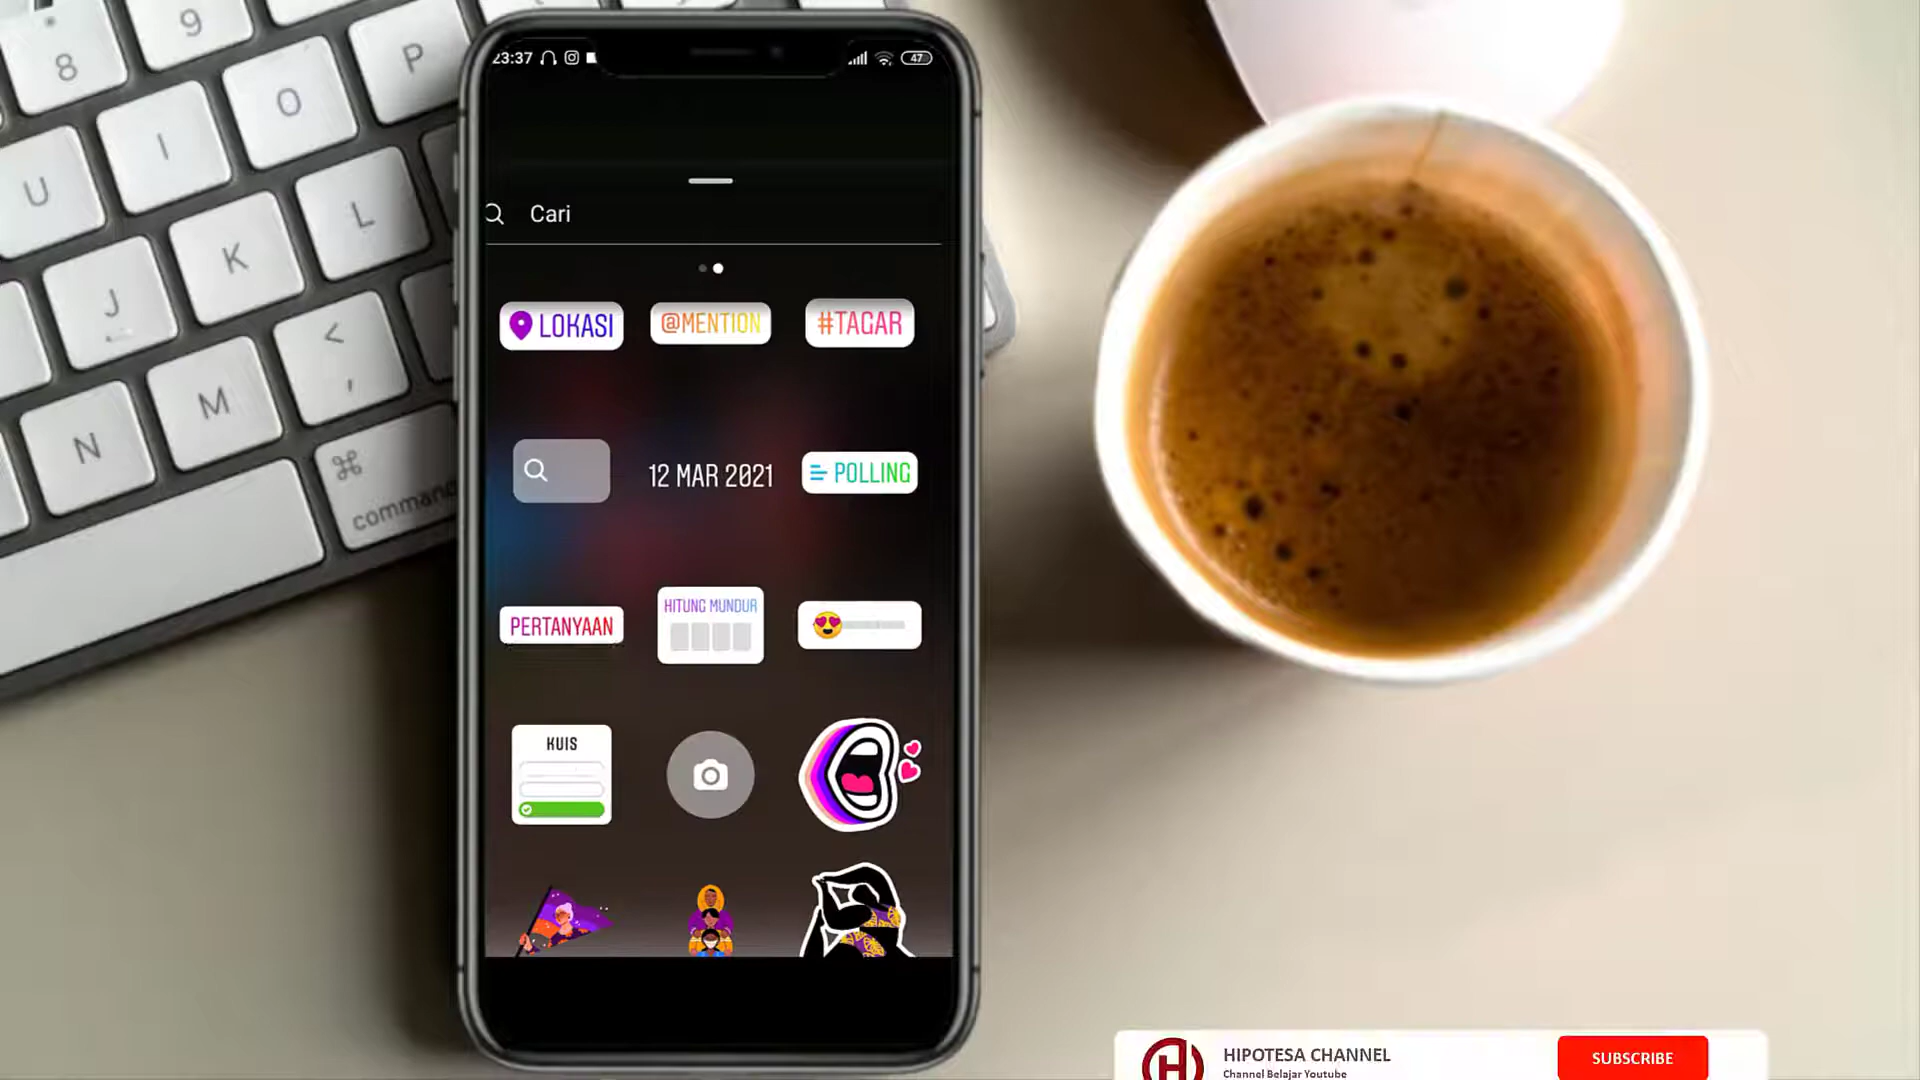 8
9
P
U
I
O
J
K
L
N
M
<
,
⌘
command
23:37
47
Cari
LOKASI
@MENTION
#TAGAR
12 MAR 2021
POLLING
PERTANYAAN
HITUNG MUNDUR
KUIS
H
HIPOTESA CHANNEL
Channel Belajar Youtube
SUBSCRIBE